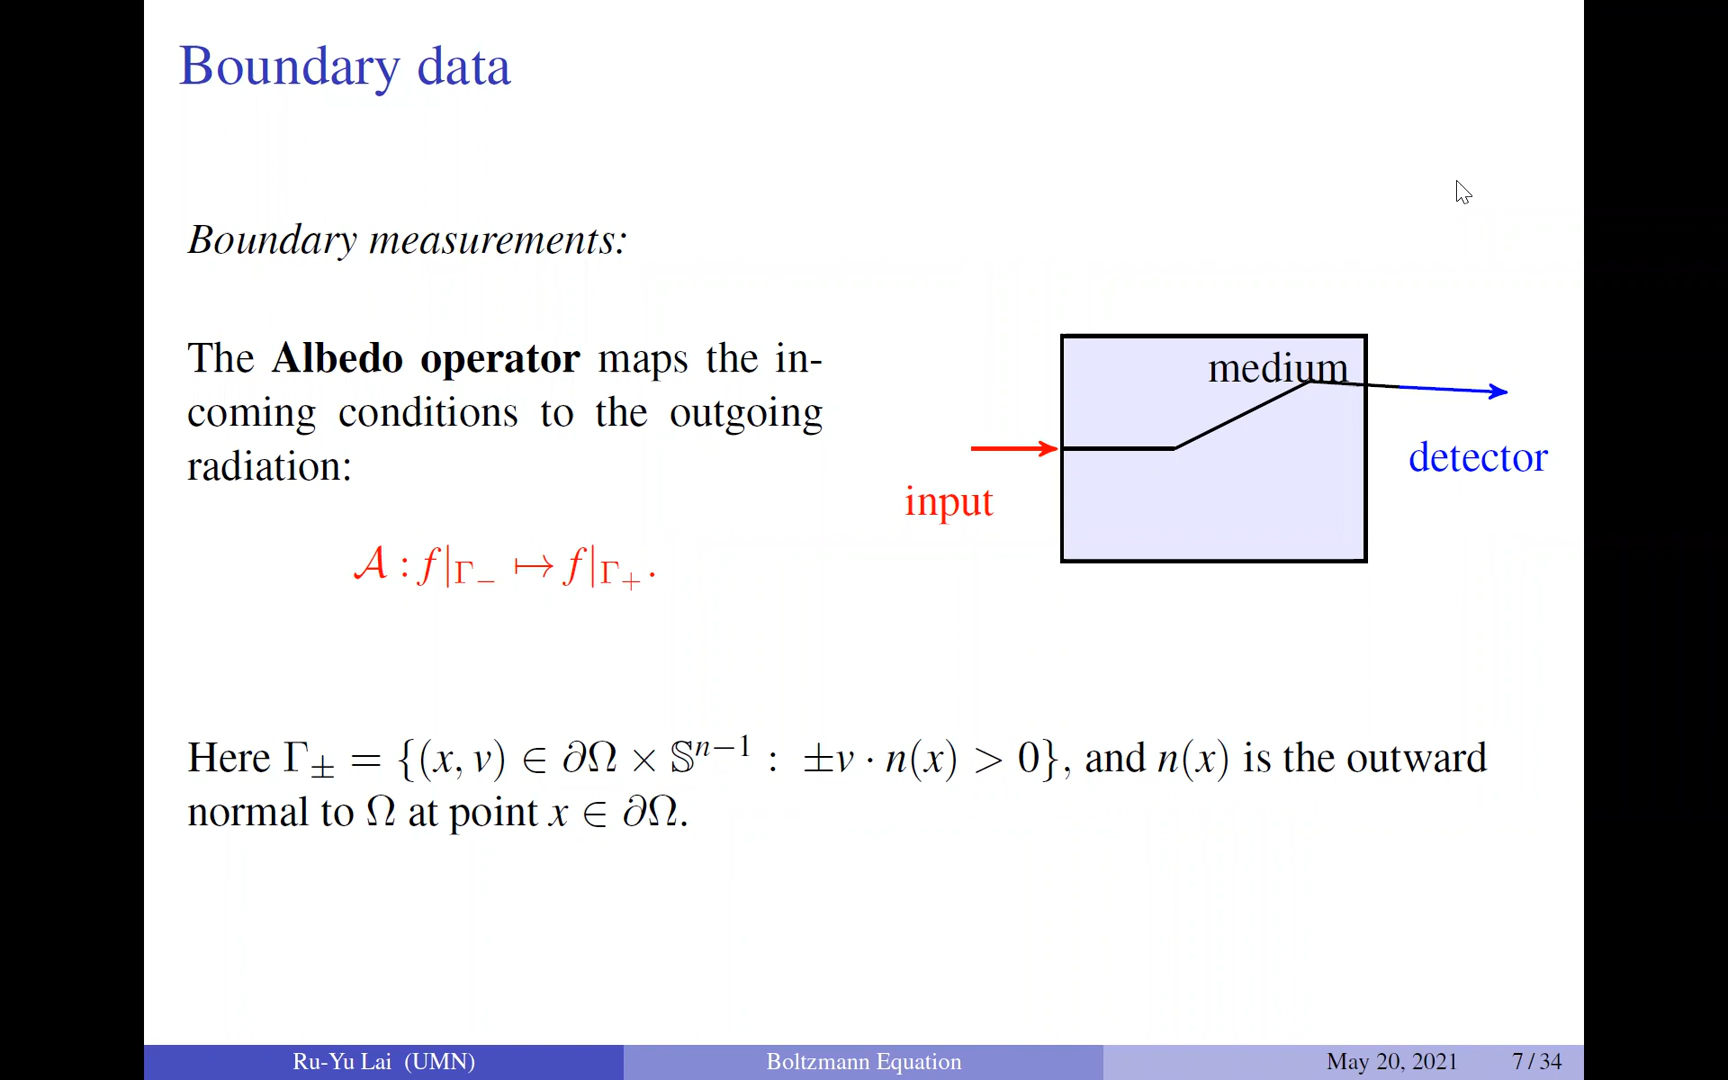 Boundary data
Boundary measurements:
The Albedo operator maps the in-
coming conditions to the outgoing
radiation:
𝒜 : f|Γ₋ ↦ f|Γ₊.
medium
input
detector
Here Γ± = {(x, v) ∈ ∂Ω × 𝕊ⁿ⁻¹ : ±v · n(x) > 0}, and n(x) is the outward
normal to Ω at point x ∈ ∂Ω.
Ru-Yu Lai (UMN)
Boltzmann Equation
May 20, 2021
7 / 34